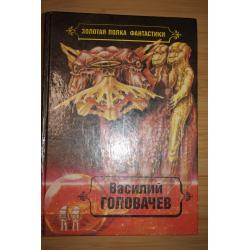 ЗОЛОТАЯ ПОЛКА ФАНТАСТИКИ
Василий
ГОЛОВАЧЕВ